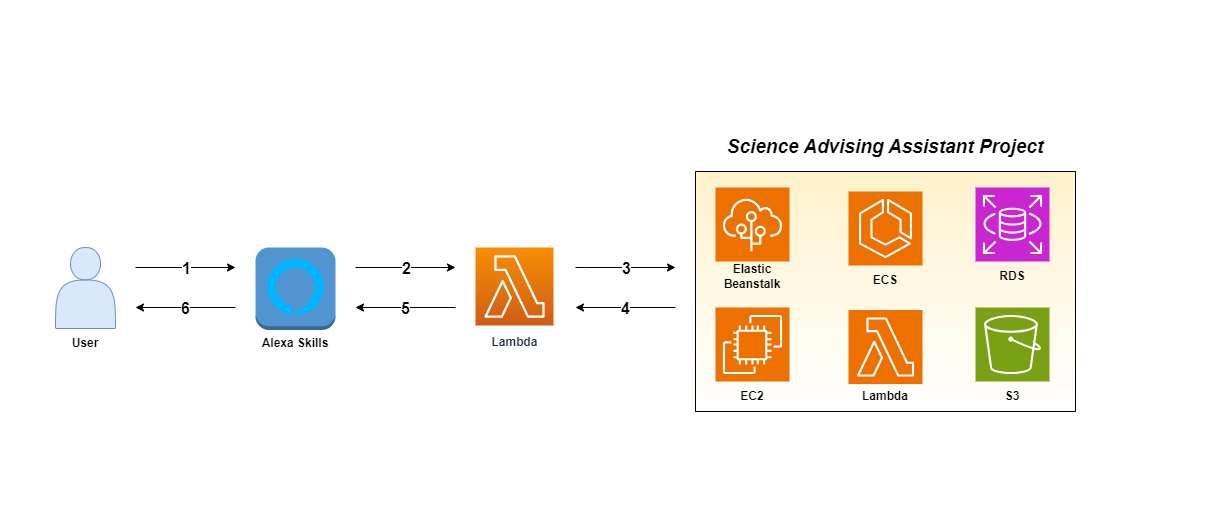 Science Advising Assistant Project
1
2
3
6
5
4
User
Alexa Skills
Lambda
Elastic
Beanstalk
ECS
RDS
EC2
Lambda
S3